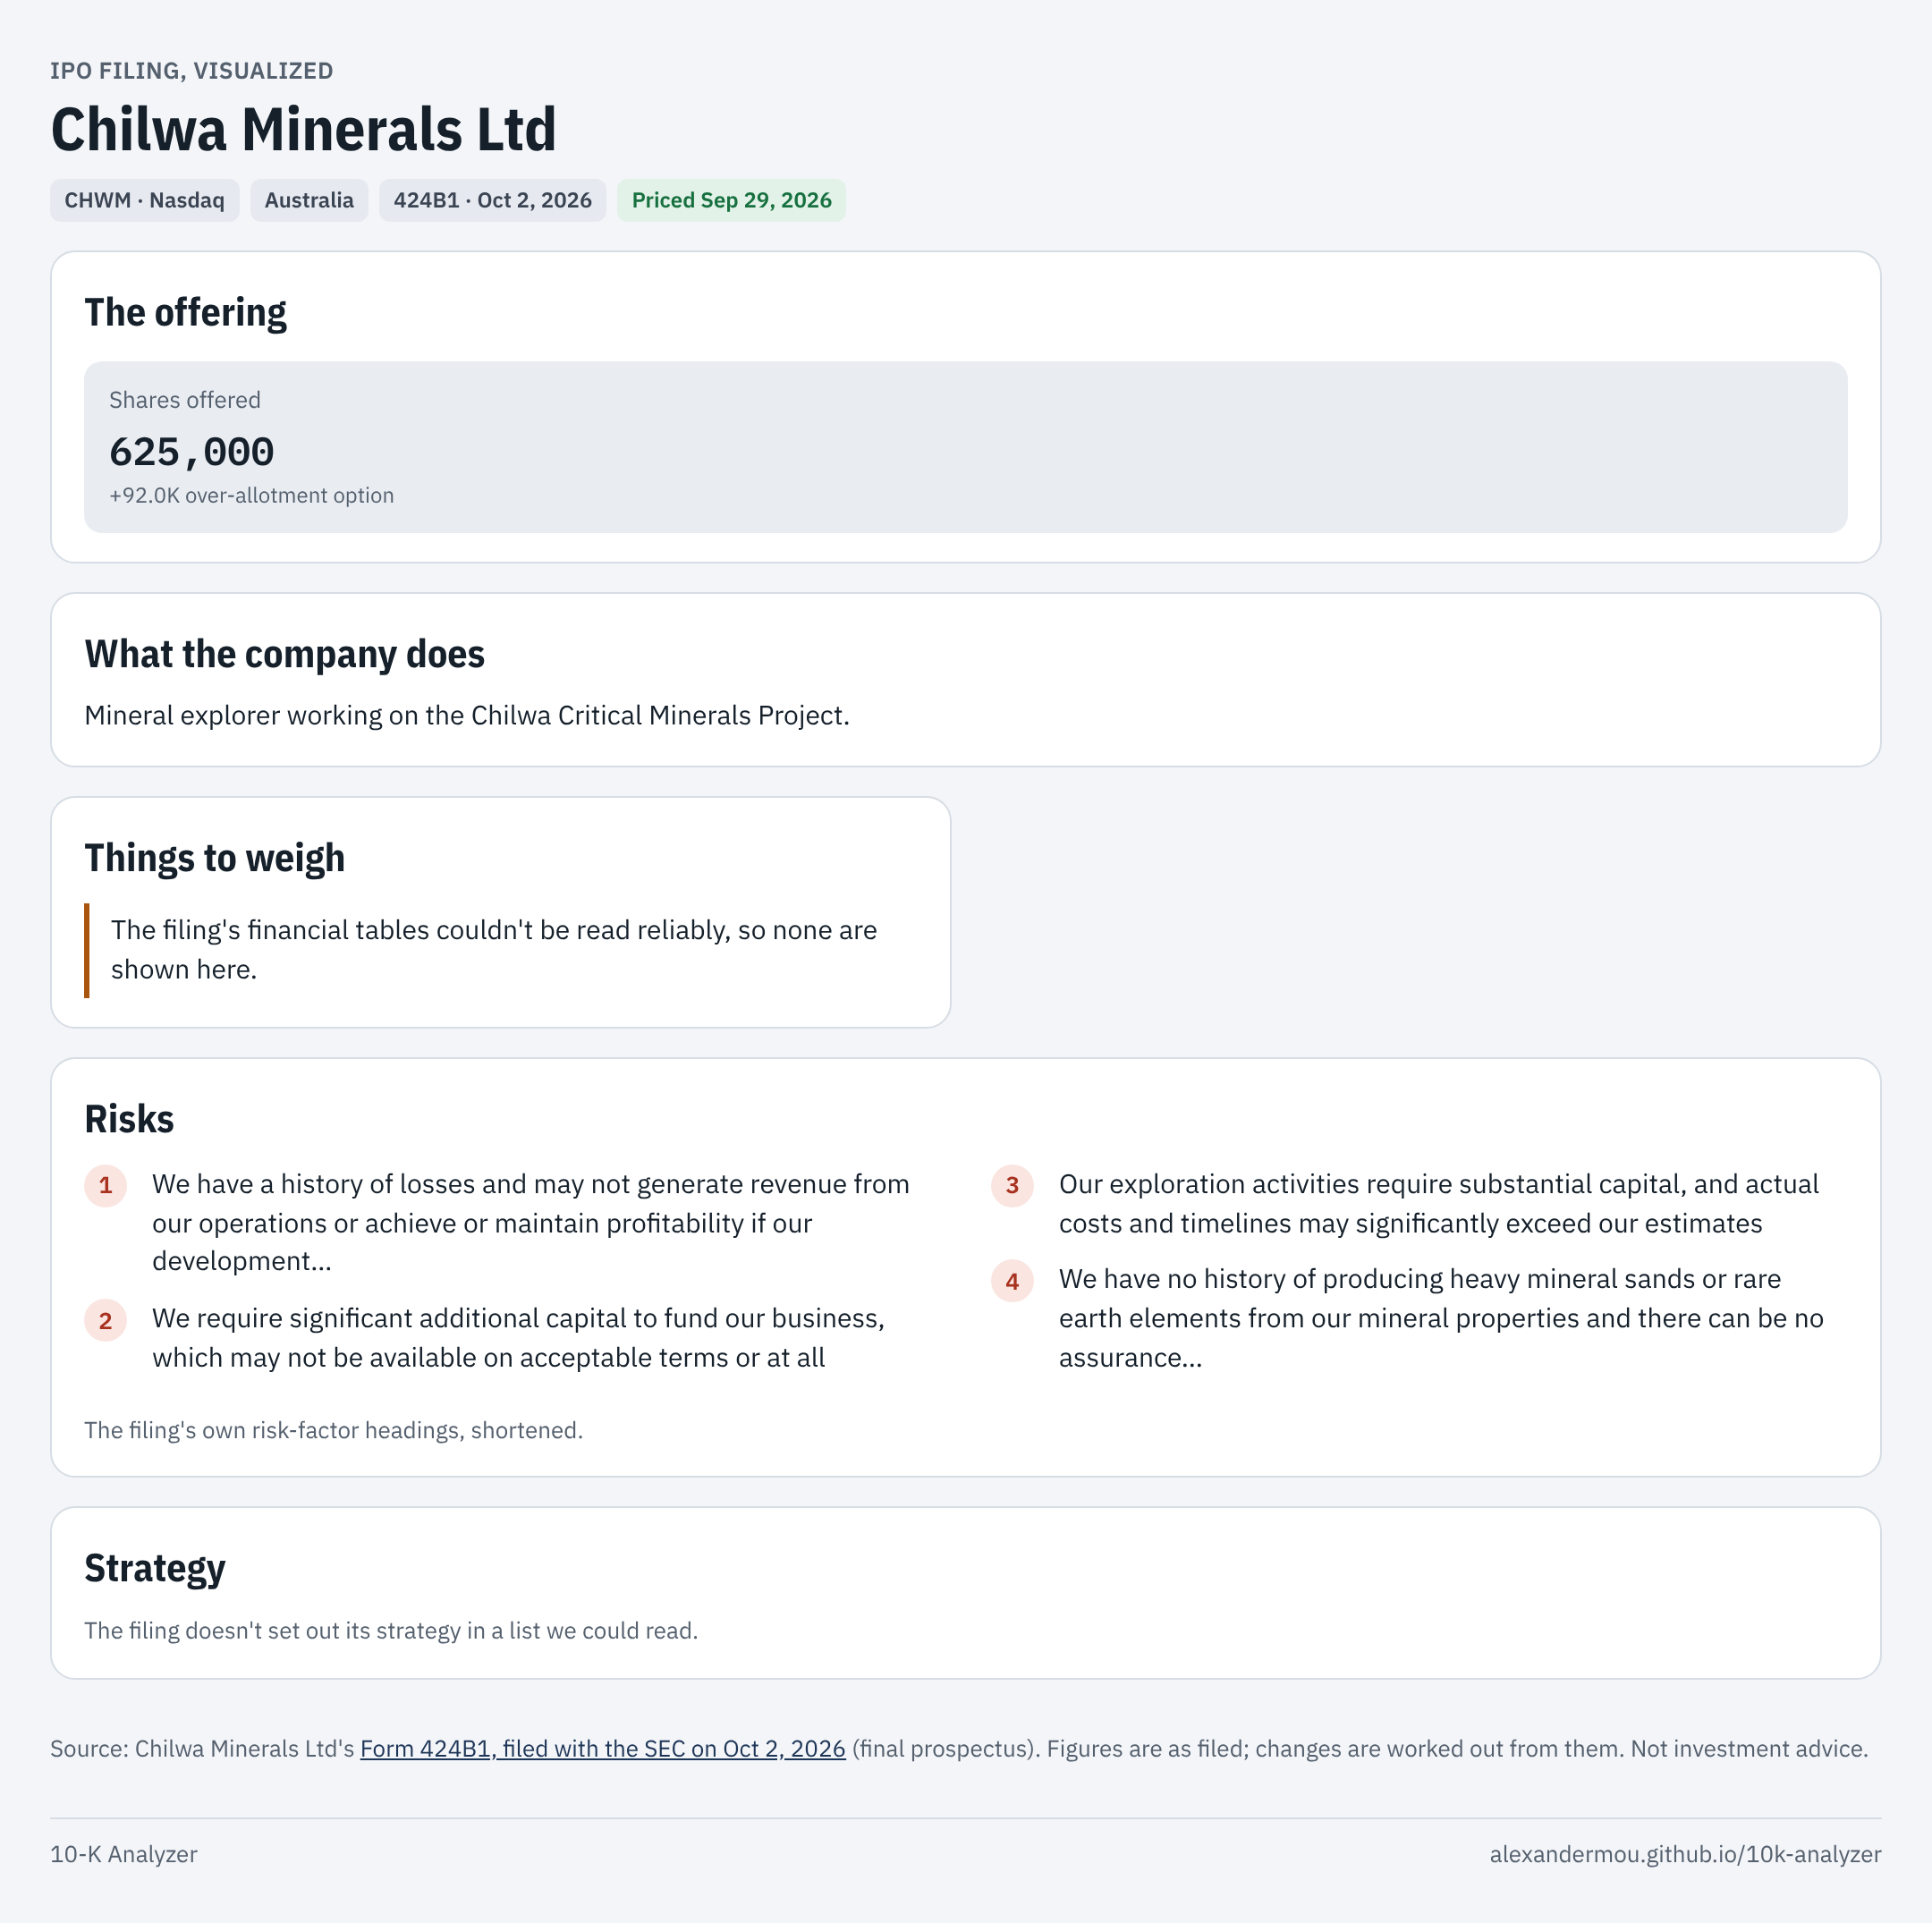 IPO FILING, VISUALIZED
Chilwa Minerals Ltd
CHWM · Nasdaq
Australia
424B1 · Oct 2, 2026
Priced Sep 29, 2026
The offering
Shares offered
625,000
+92.0K over-allotment option
What the company does
Mineral explorer working on the Chilwa Critical Minerals Project.
Things to weigh
The filing's financial tables couldn't be read reliably, so none are
shown here.
Risks
1
We have a history of losses and may not generate revenue from
our operations or achieve or maintain profitability if our
development…
2
We require significant additional capital to fund our business,
which may not be available on acceptable terms or at all
3
Our exploration activities require substantial capital, and actual
costs and timelines may significantly exceed our estimates
4
We have no history of producing heavy mineral sands or rare
earth elements from our mineral properties and there can be no
assurance…
The filing's own risk-factor headings, shortened.
Strategy
The filing doesn't set out its strategy in a list we could read.
Source: Chilwa Minerals Ltd's Form 424B1, filed with the SEC on Oct 2, 2026 (final prospectus). Figures are as filed; changes are worked out from them. Not investment advice.
10-K Analyzer
alexandermou.github.io/10k-analyzer